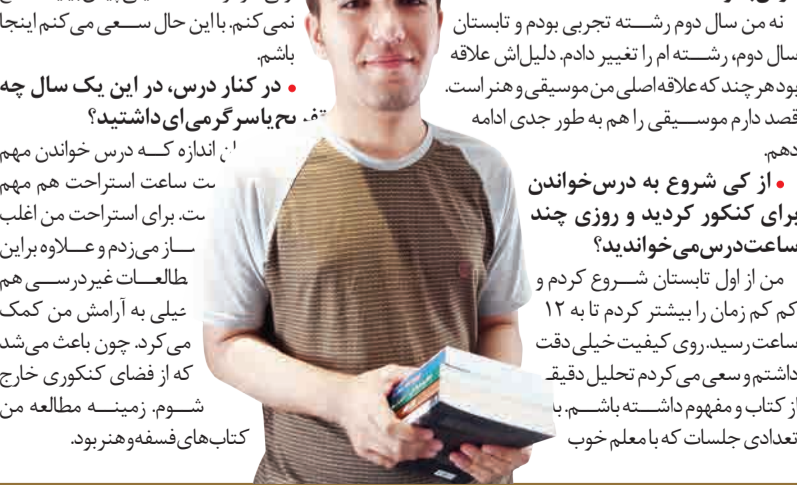 نه من سال دوم رشته تجربی بودم و تابستان
سال دوم، رشته ام را تغییر دادم. دلیل‌اش علاقه
بود هر چند که علاقه اصلی من موسیقی و هنر است.
قصد دارم موسیقی را هم به طور جدی ادامه
دهم.
• از کی شروع به درس خواندن
برای کنکور کردید و روزی چند
ساعت درس می‌خواندید؟
من از اول تابستان شروع کردم و
کم کم زمان را بیشتر کردم تا به ۱۲
ساعت رسید. روی کیفیت خیلی دقت
داشتم و سعی می کردم تحلیل دقیقـ
از کتاب و مفهوم داشته باشم.
تعدادی جلسات که با معلم خوب
نمی کنم. با این حال سعی می کنم اینجا
باشم.
• در کنار درس، در این یک سال چه
تفریح یا سرگرمی‌ای داشتید؟
اندازه که درس خواندن مهم
ساعت استراحت هم مهم
برای استراحت من اغلب
ساز می‌زدم و علاوه براین
طالعات غیردرسی هم
خیلی به آرامش من کمک
می‌کرد. چون باعث می‌شد
که از فضای کنکوری خارج
شوم. زمینه مطالعه من
کتاب‌های فسفه و هنر بود.